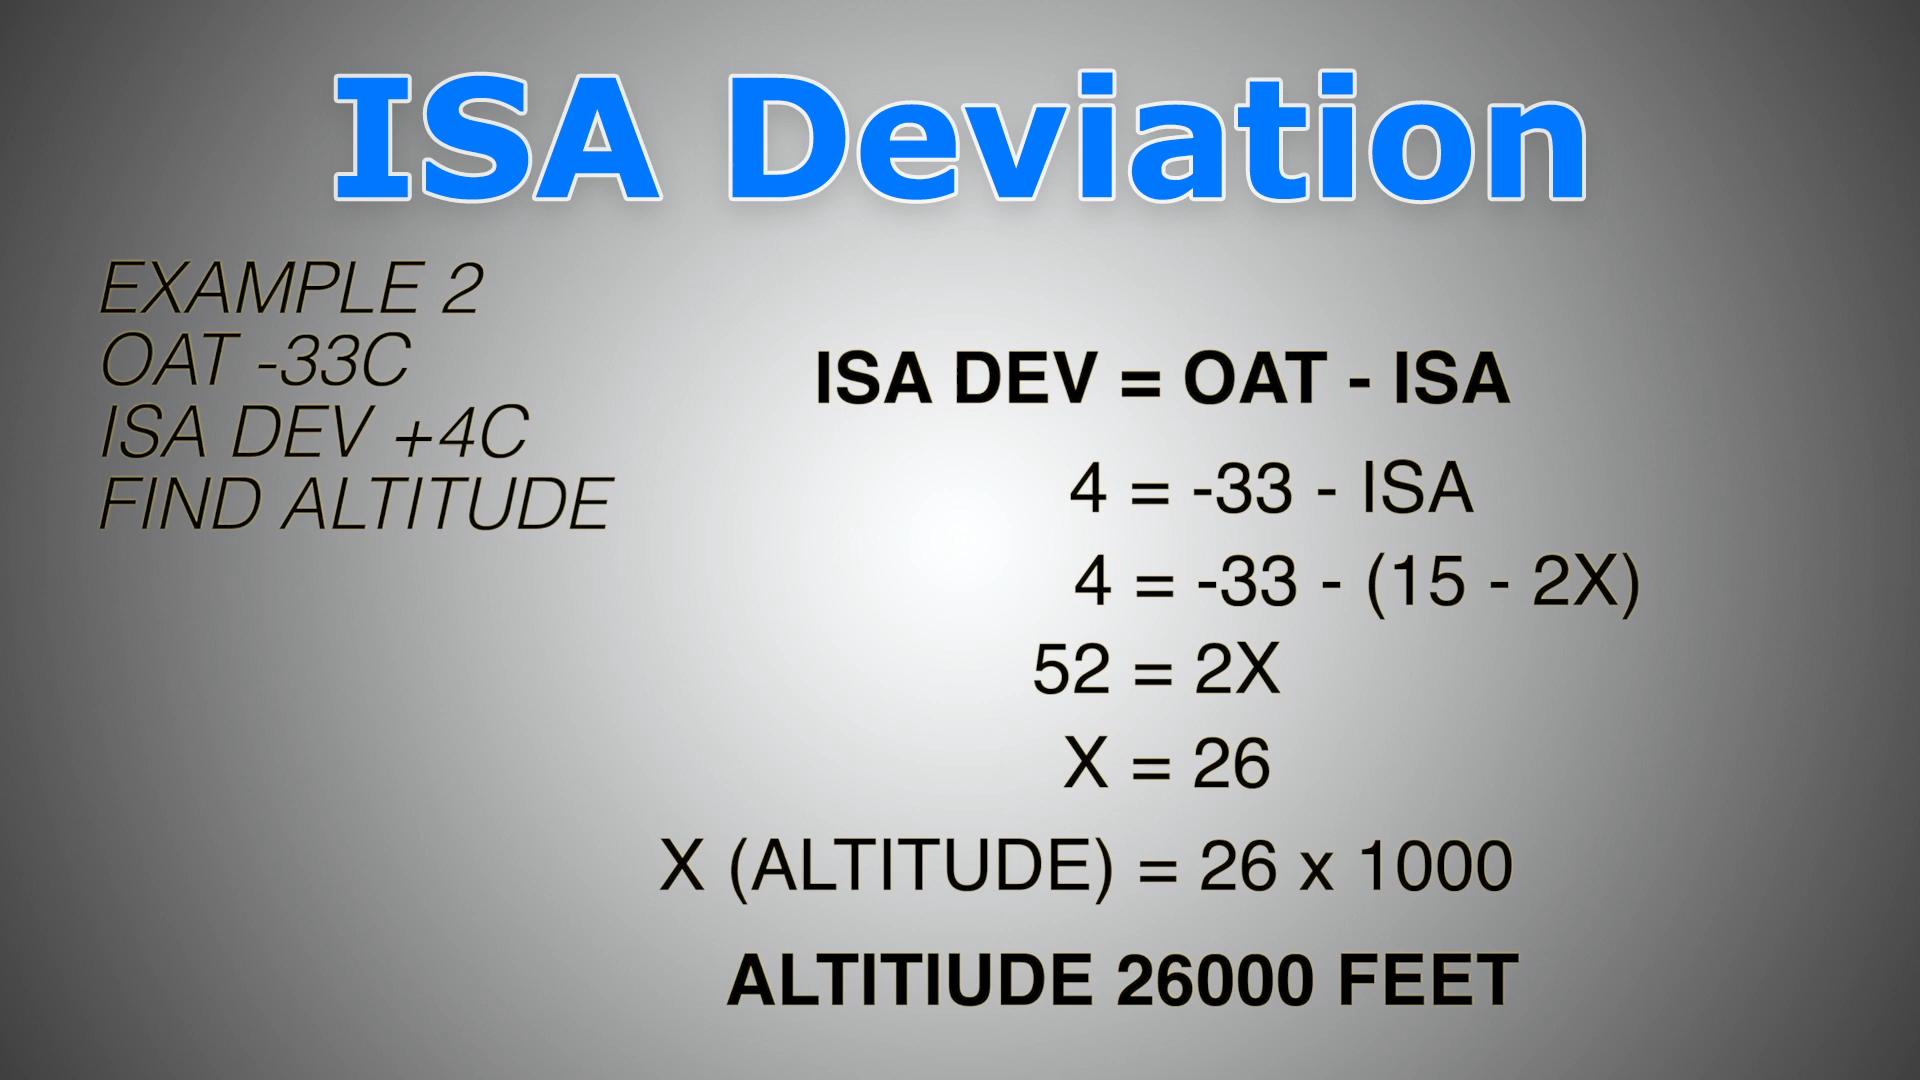 ISA Deviation
EXAMPLE 2
OAT -33C
ISA DEV +4C
FIND ALTITUDE
ISA DEV = OAT - ISA
4 = -33 - ISA
4 = -33 - (15 - 2X)
52 = 2X
X = 26
X (ALTITUDE) = 26 x 1000
ALTITIUDE 26000 FEET